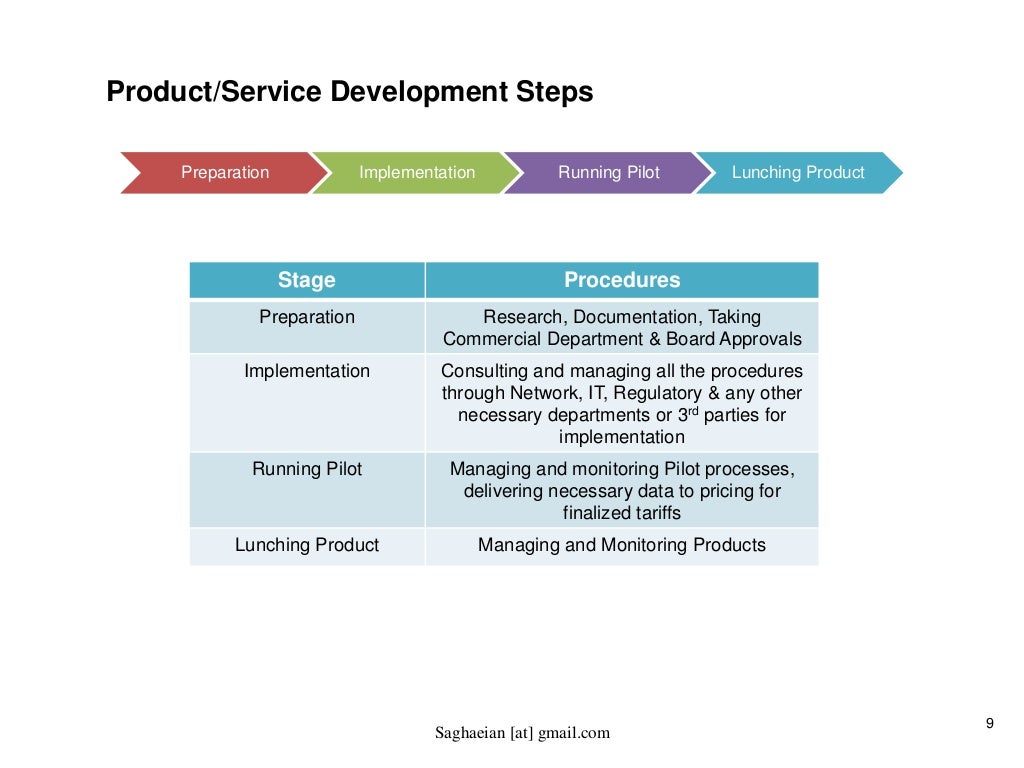 Product/Service Development Steps
Preparation
Implementation
Running Pilot
Lunching Product
Stage
Procedures
Preparation
Research, Documentation, Taking
Commercial Department & Board Approvals
Implementation
Consulting and managing all the procedures
through Network, IT, Regulatory & any other
necessary departments or 3rd parties for
implementation
Running Pilot
Managing and monitoring Pilot processes,
delivering necessary data to pricing for
finalized tariffs
Lunching Product
Managing and Monitoring Products
Saghaeian [at] gmail.com
9